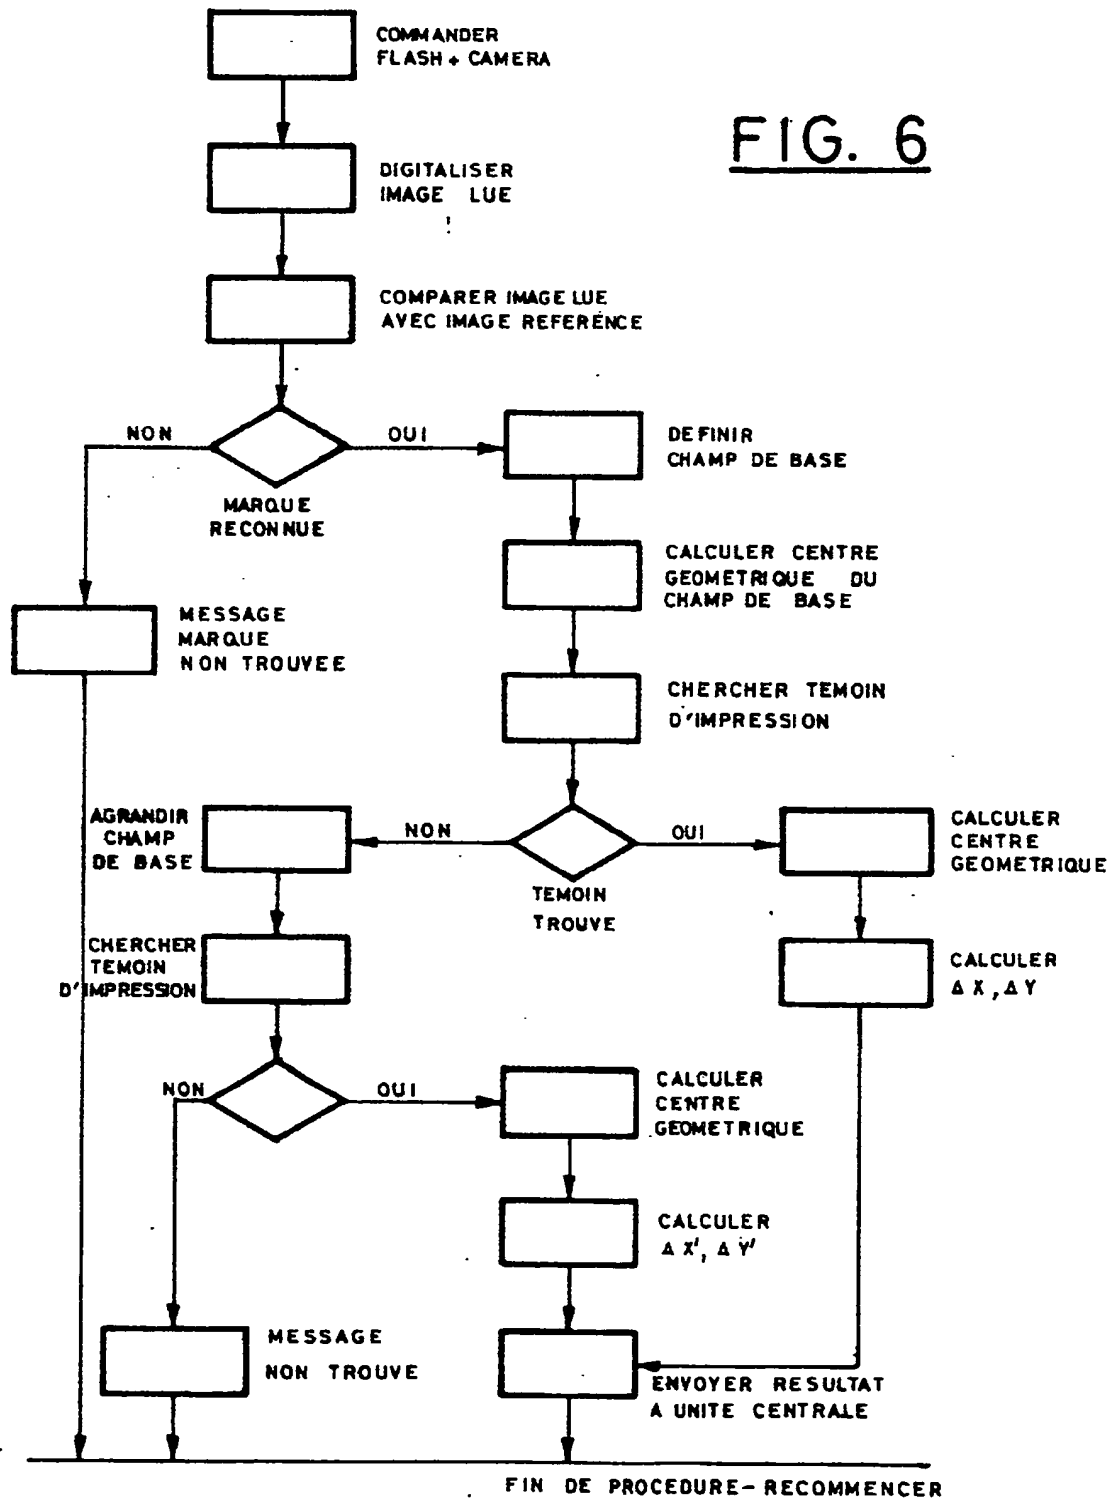 COMMANDER
FLASH + CAMERA
FIG. 6
DIGITALISER
IMAGE LUE
COMPARER IMAGE LUE
AVEC IMAGE REFERENCE
NON
OUI
MARQUE
RECONNUE
DEFINIR
CHAMP DE BASE
CALCULER CENTRE
GEOMETRIQUE DU
CHAMP DE BASE
MESSAGE
MARQUE
NON TROUVEE
CHERCHER TEMOIN
D'IMPRESSION
AGRANDIR
CHAMP
DE BASE
NON
OUI
TEMOIN
TROUVE
CALCULER
CENTRE
GEOMETRIQUE
CHERCHER
TEMOIN
D'IMPRESSION
CALCULER
Δ X, Δ Y
NON
OUI
CALCULER
CENTRE
GEOMETRIQUE
CALCULER
Δ X', Δ Y'
MESSAGE
NON TROUVE
ENVOYER RESULTAT
A UNITE CENTRALE
FIN DE PROCEDURE-RECOMMENCER